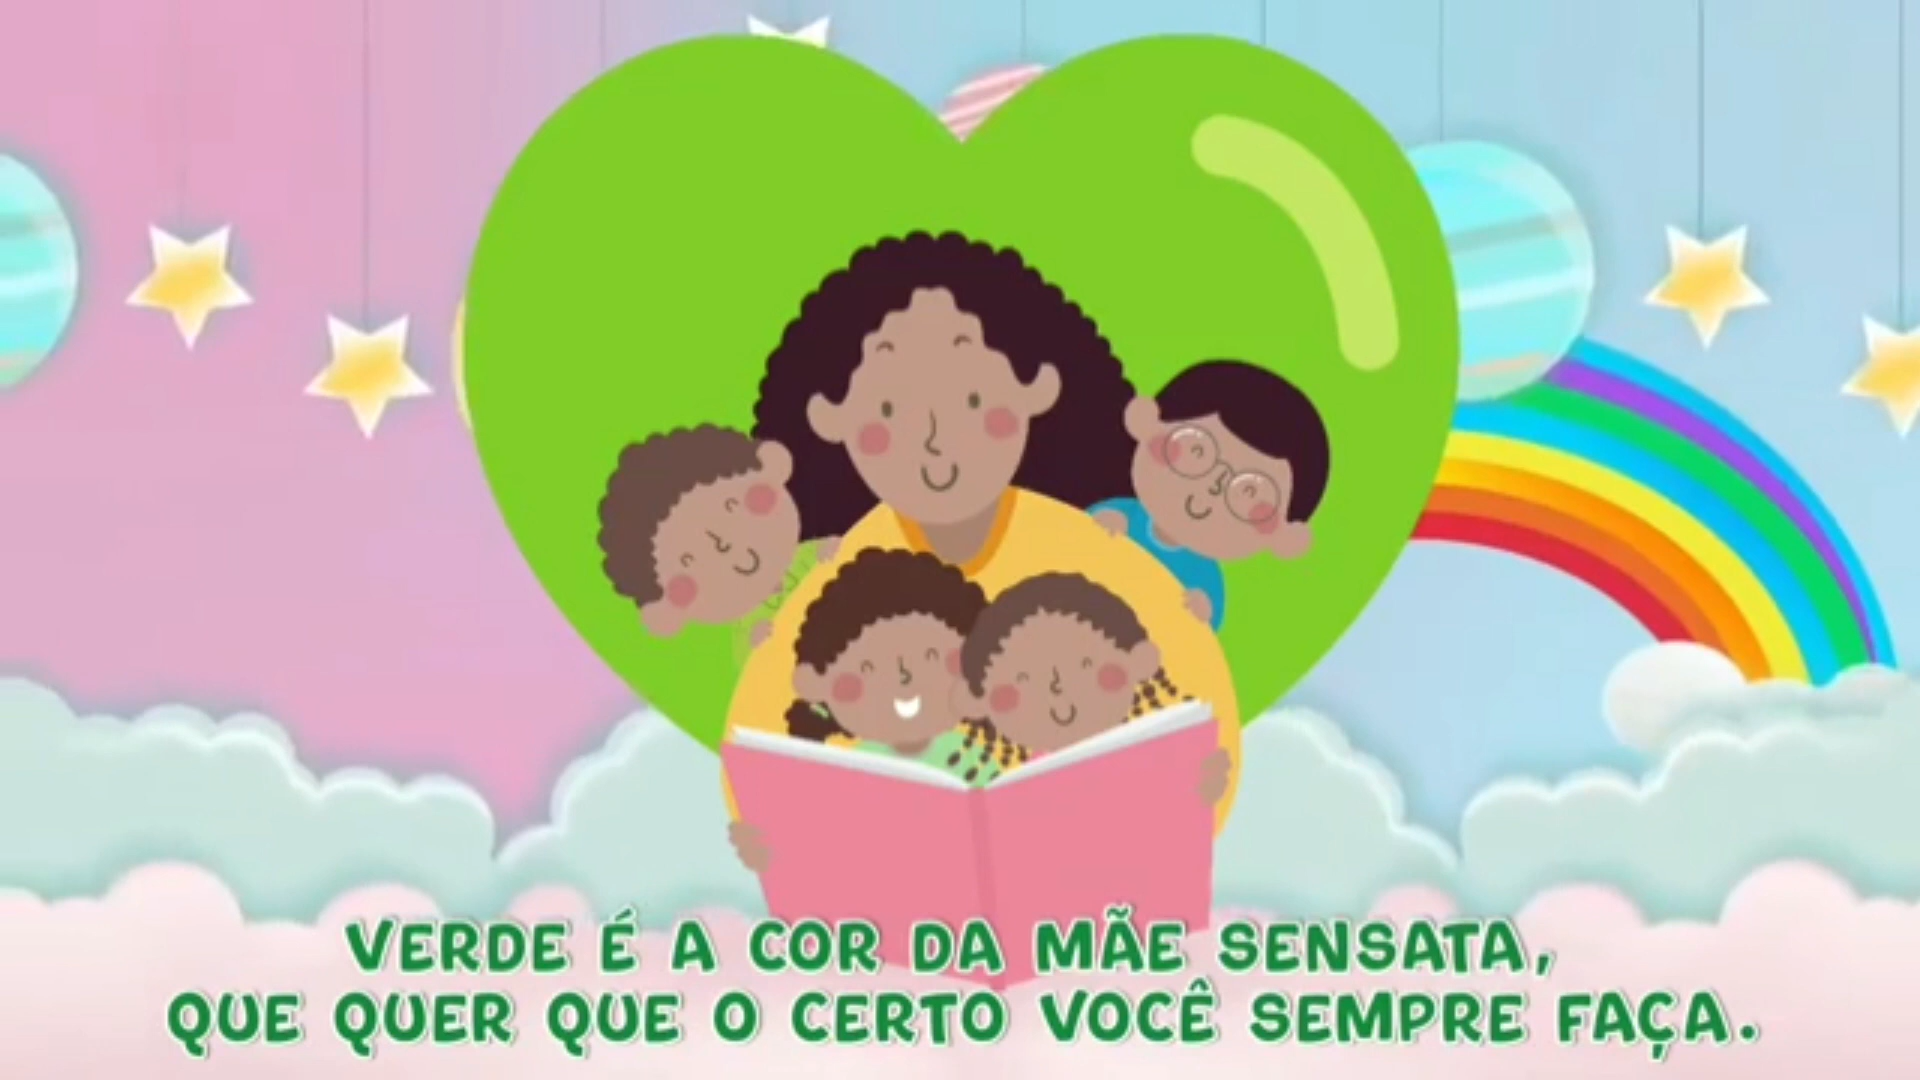 VERDE É A COR DA MÃE SENSATA,
QUE QUER QUE O CERTO VOCÊ SEMPRE FAÇA.